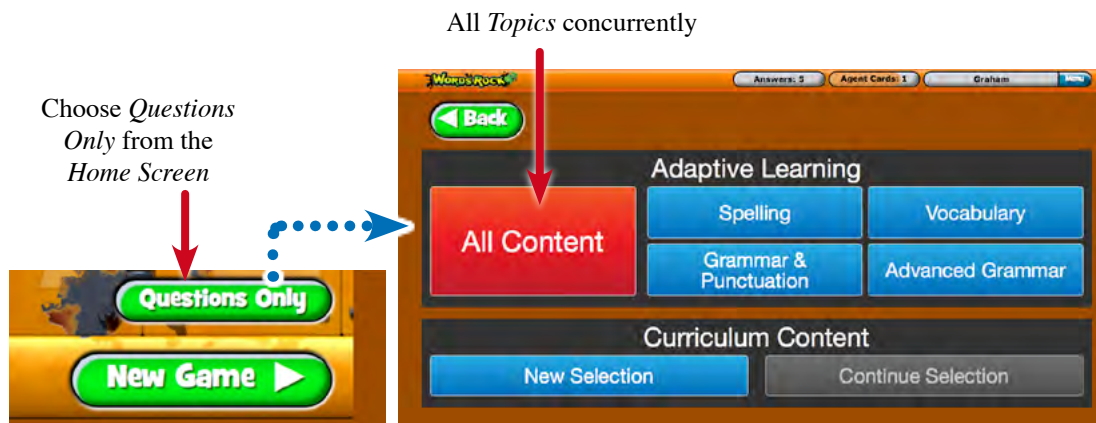 All Topics concurrently
Choose Questions
Only from the
Home Screen
Questions Only
New Game
WordsRock
Answers: 5
Agent Cards: 1
Graham
Menu
Back
Adaptive Learning
All Content
Spelling
Vocabulary
Grammar &
Punctuation
Advanced Grammar
Curriculum Content
New Selection
Continue Selection